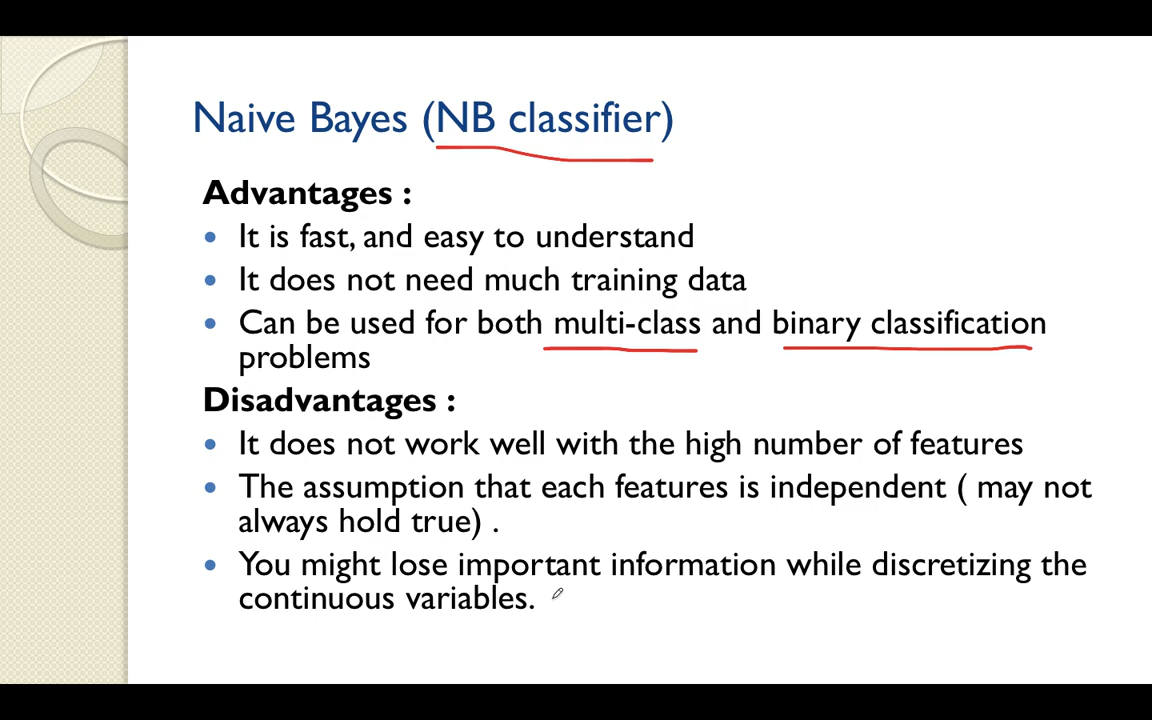 Naive Bayes (NB classifier)
Advantages :
It is fast, and easy to understand
It does not need much training data
Can be used for both multi-class and binary classification
problems
Disadvantages :
It does not work well with the high number of features
The assumption that each features is independent ( may not
always hold true) .
You might lose important information while discretizing the
continuous variables.